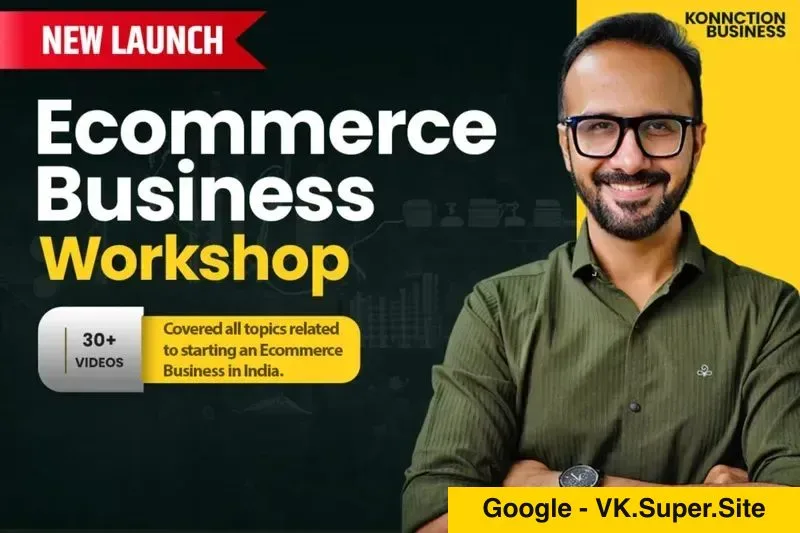 NEW LAUNCH
KONNCTION
BUSINESS
Ecommerce
Business
Workshop
30+
VIDEOS
Covered all topics related
to starting an Ecommerce
Business in India.
Google - VK.Super.Site